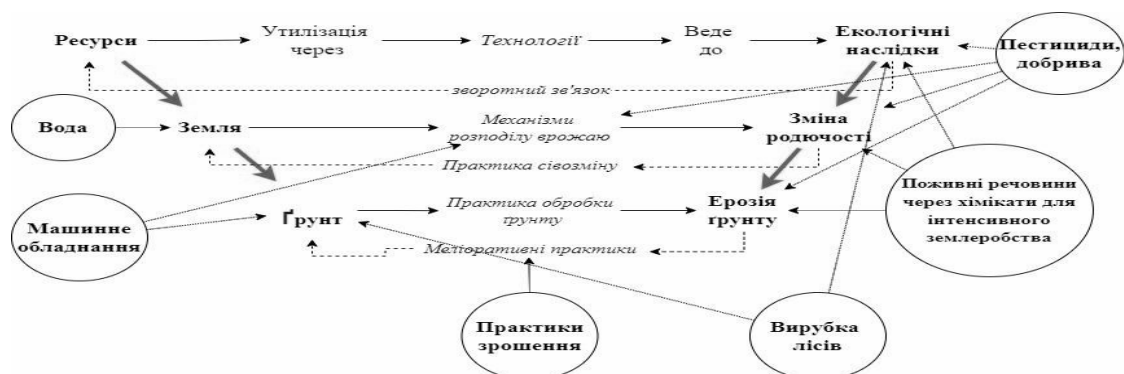 Ресурси
Утилізація
через
Технології
Веде
до
Екологічні
наслідки
Пестициди,
добрива
зворотний зв'язок
Вода
Земля
Механізми
розподілу врожаю
Зміна
родючості
Практика сівозміну
Поживні речовини
через хімікати для
інтенсивного
землеробства
Машинне
обладнання
Ґрунт
Практика обробки
ґрунту
Ерозія
ґрунту
Меліоративні практики
Практики
зрошення
Вирубка
лісів